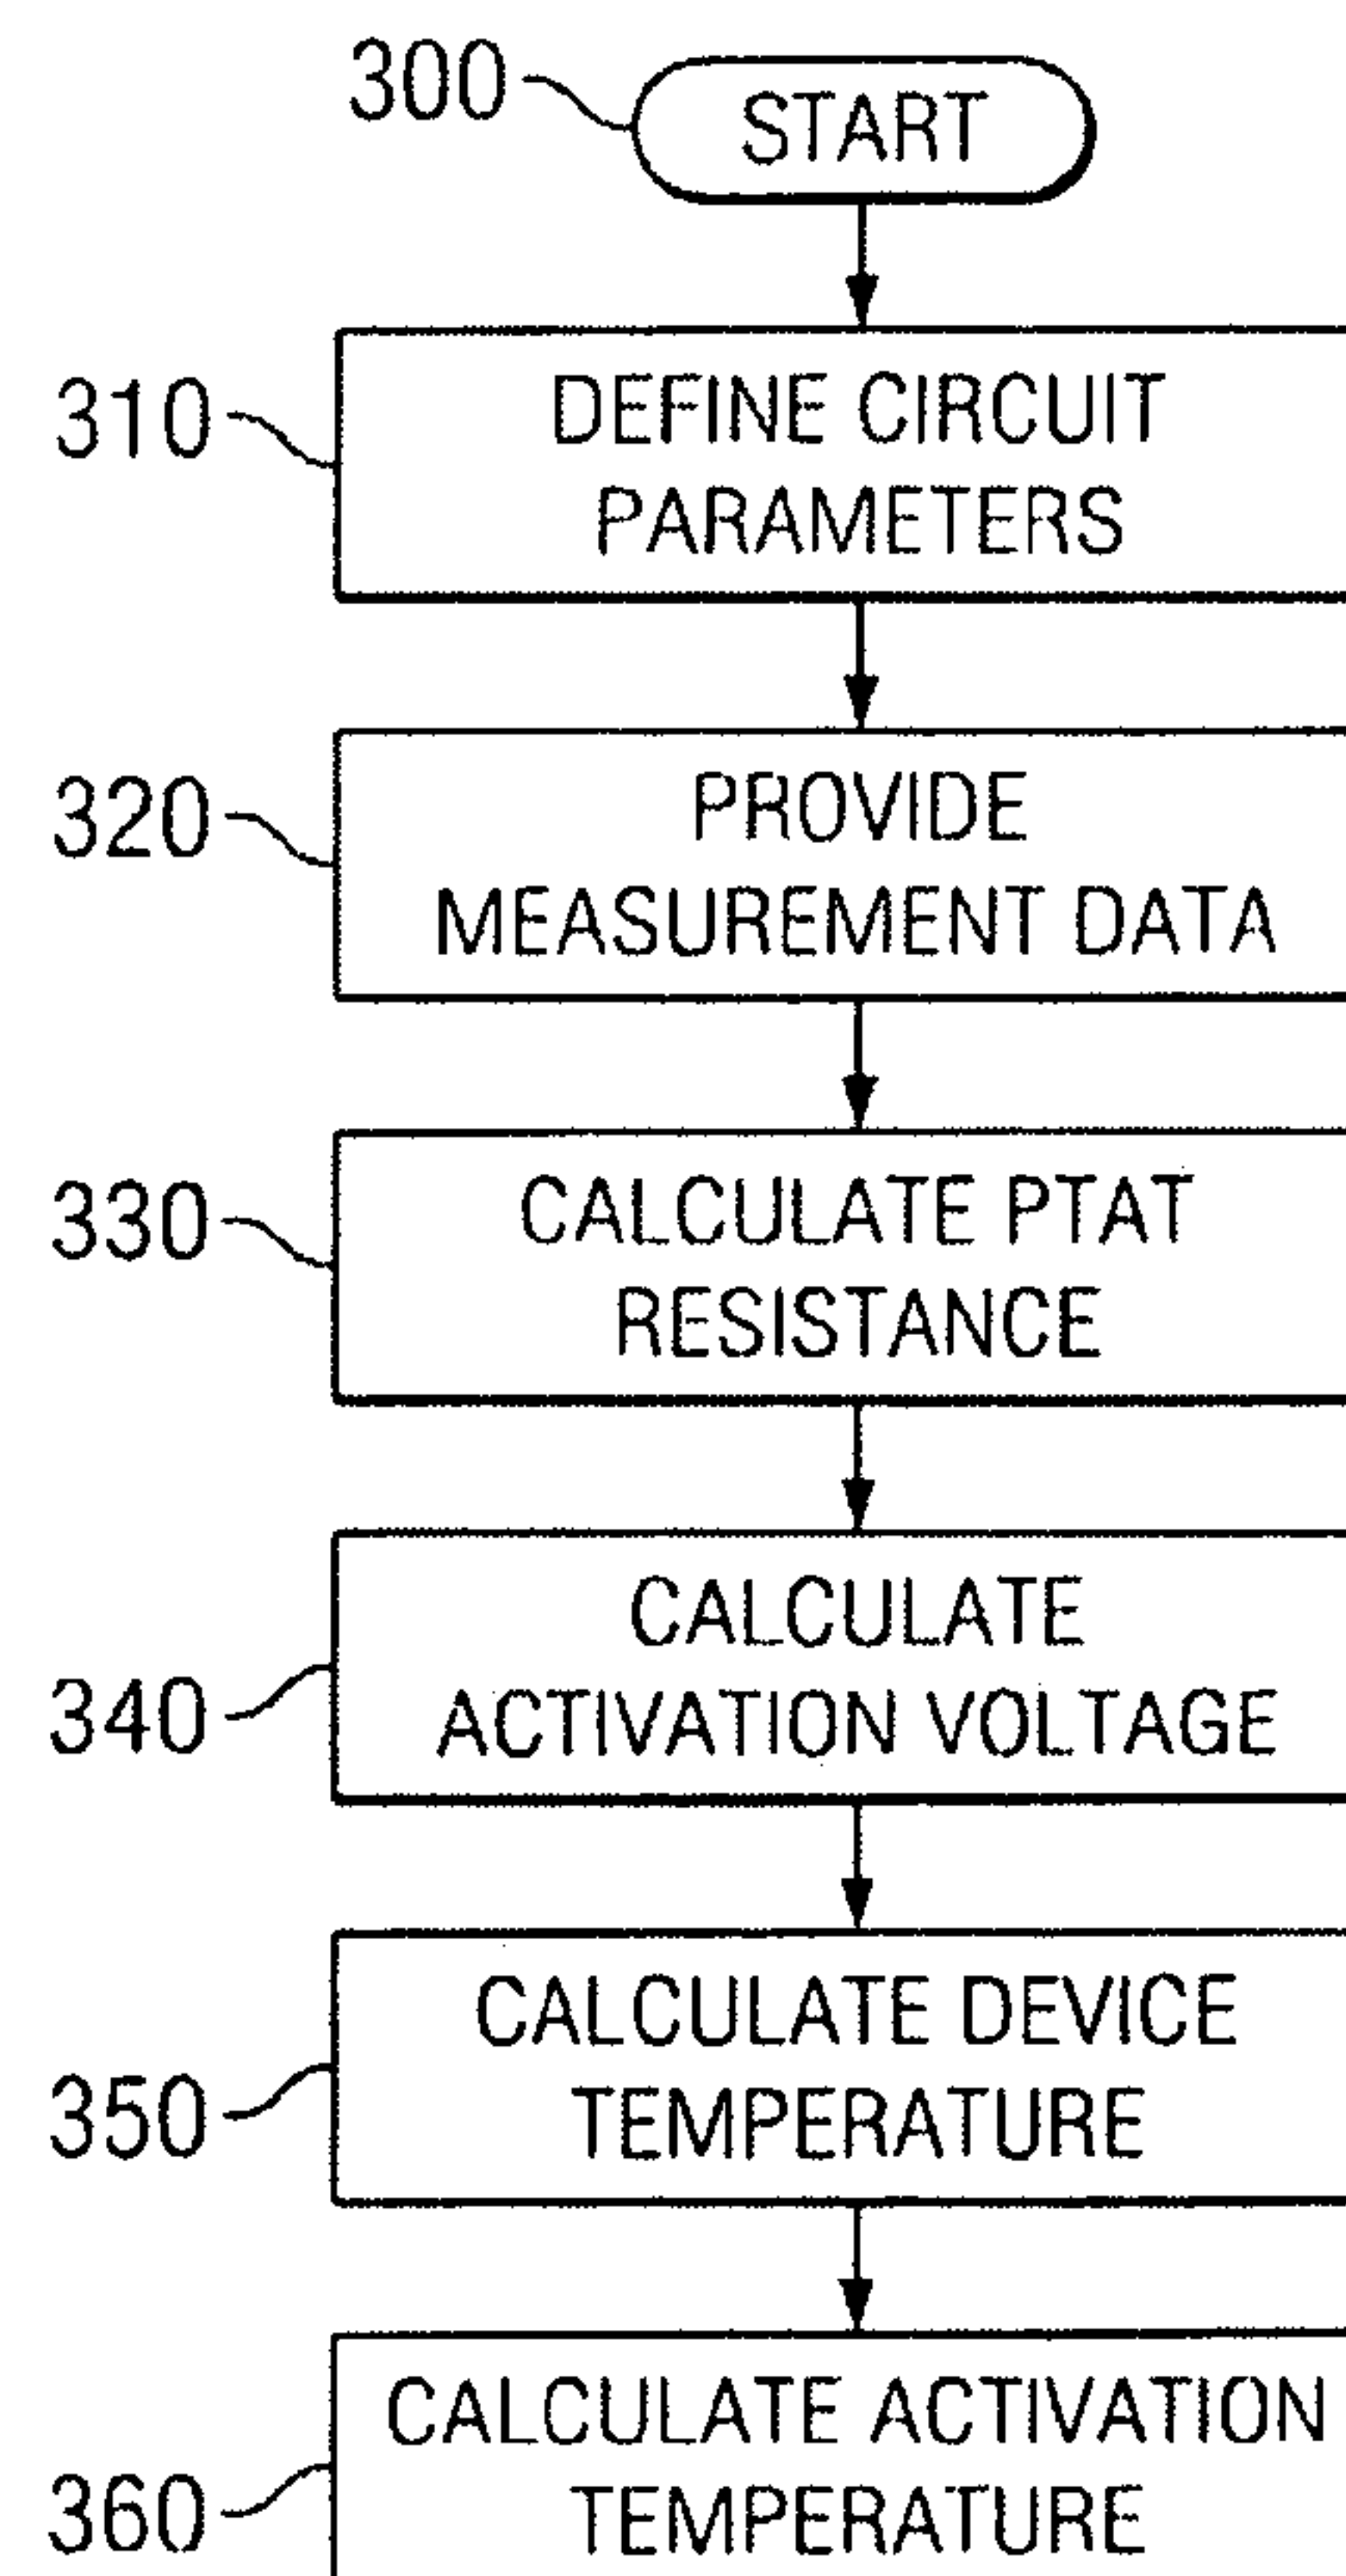 300
START
310
DEFINE CIRCUIT
PARAMETERS
320
PROVIDE
MEASUREMENT DATA
330
CALCULATE PTAT
RESISTANCE
340
CALCULATE
ACTIVATION VOLTAGE
350
CALCULATE DEVICE
TEMPERATURE
360
CALCULATE ACTIVATION
TEMPERATURE